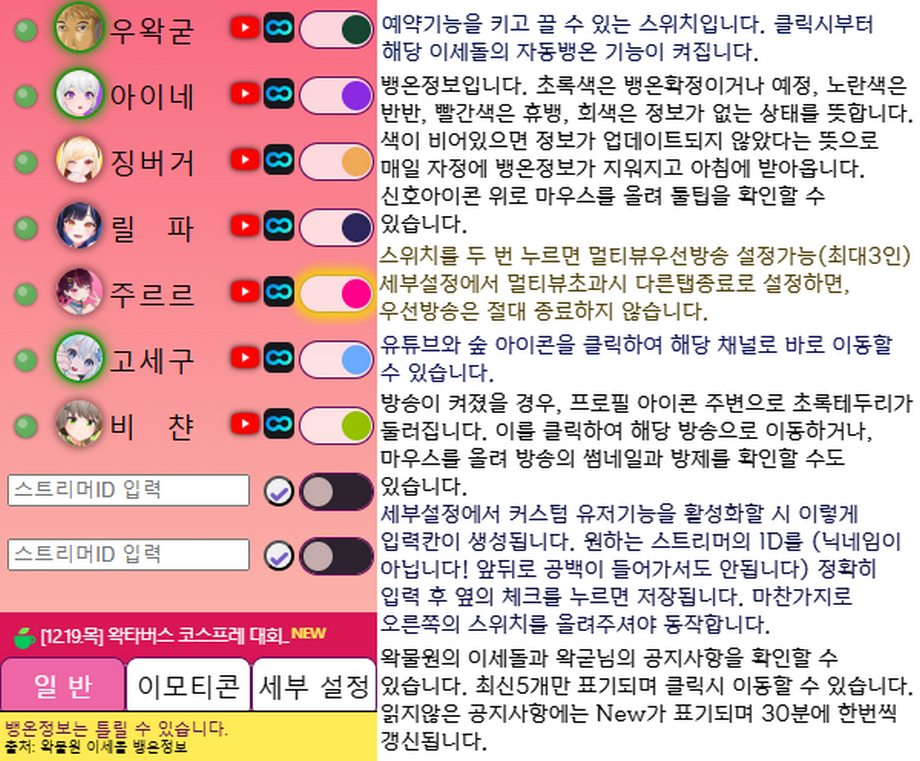 우왁굳
아이네
징버거
릴 파
주르르
고세구
비 챤
스트리머ID 입력
스트리머ID 입력
[12.19.목] 왁타버스 코스프레 대회_ NEW
일 반
이모티콘
세부 설정
뱅온정보는 틀릴 수 있습니다.
출처: 왁물원 이세돌 뱅온정보
예약기능을 키고 끌 수 있는 스위치입니다. 클릭시부터
해당 이세돌의 자동뱅온 기능이 켜집니다.
뱅온정보입니다. 초록색은 뱅온확정이거나 예정, 노란색은
반반, 빨간색은 휴뱅, 회색은 정보가 없는 상태를 뜻합니다.
색이 비어있으면 정보가 업데이트되지 않았다는 뜻으로
매일 자정에 뱅온정보가 지워지고 아침에 받아옵니다.
신호아이콘 위로 마우스를 올려 툴팁을 확인할 수
있습니다.
스위치를 두 번 누르면 멀티뷰우선방송 설정가능(최대3인)
세부설정에서 멀티뷰초과시 다른탭종료로 설정하면,
우선방송은 절대 종료하지 않습니다.
유튜브와 숲 아이콘을 클릭하여 해당 채널로 바로 이동할
수 있습니다.
방송이 켜졌을 경우, 프로필 아이콘 주변으로 초록테두리가
둘러집니다. 이를 클릭하여 해당 방송으로 이동하거나,
마우스를 올려 방송의 썸네일과 방제를 확인할 수도
있습니다.
세부설정에서 커스텀 유저기능을 활성화할 시 이렇게
입력칸이 생성됩니다. 원하는 스트리머의 ID를 (닉네임이
아닙니다! 앞뒤로 공백이 들어가서도 안됩니다) 정확히
입력 후 옆의 체크를 누르면 저장됩니다. 마찬가지로
오른쪽의 스위치를 올려주셔야 동작합니다.
왁물원의 이세돌과 왁굳님의 공지사항을 확인할 수
있습니다. 최신5개만 표기되며 클릭시 이동할 수 있습니다.
읽지않은 공지사항에는 New가 표기되며 30분에 한번씩
갱신됩니다.